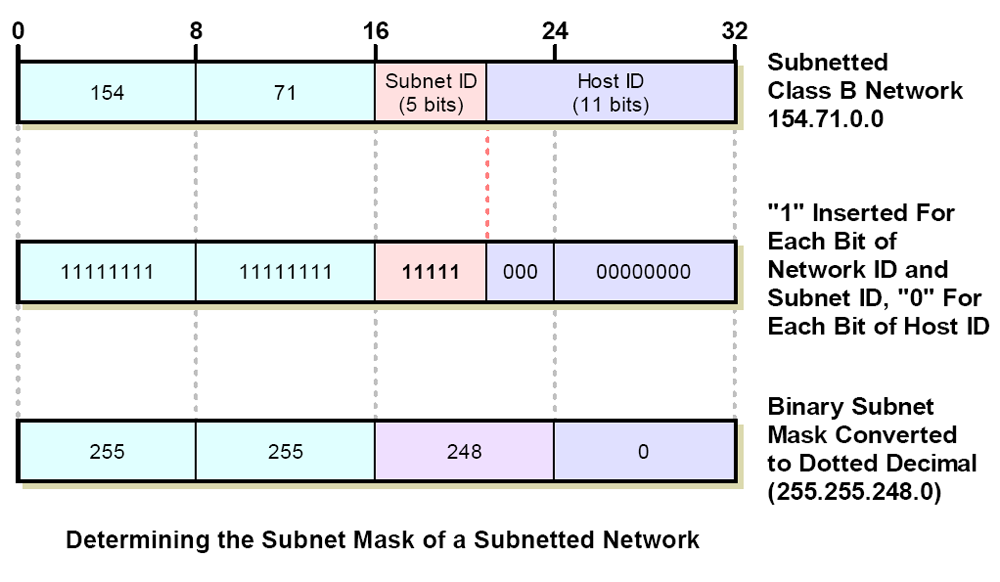 0 8 16 24 32
154 71 Subnet ID Host ID
(5 bits) (11 bits)
Subnetted
Class B Network
154.71.0.0
11111111 11111111 11111 000 00000000
"1" Inserted For
Each Bit of
Network ID and
Subnet ID, "0" For
Each Bit of Host ID
255 255 248 0
Binary Subnet
Mask Converted
to Dotted Decimal
(255.255.248.0)
Determining the Subnet Mask of a Subnetted Network